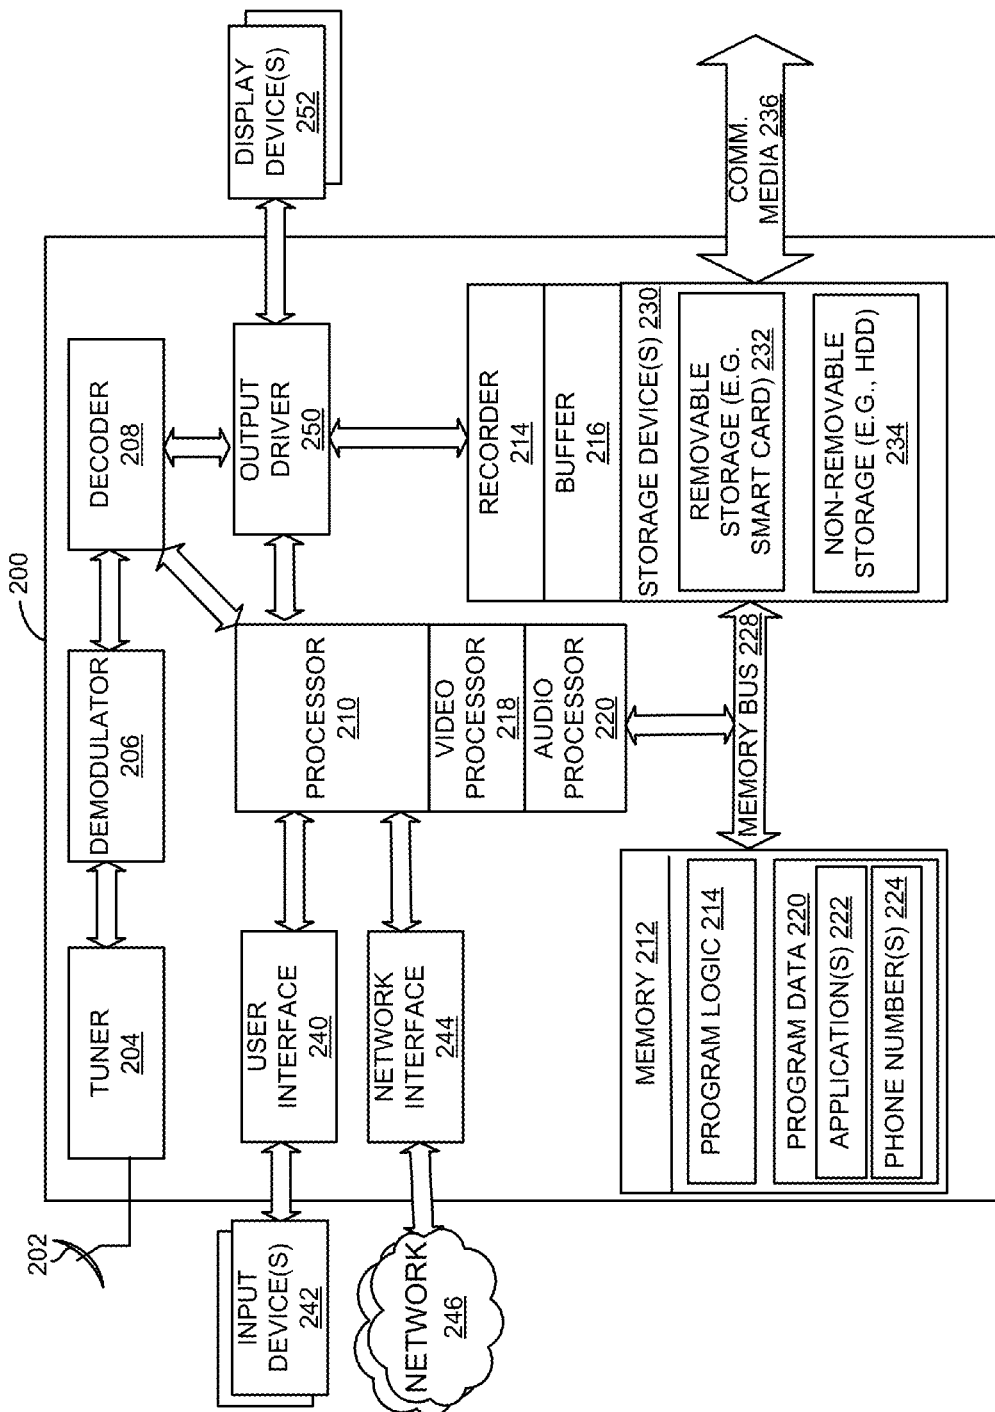 200
202
TUNER
204
DEMODULATOR
206
DECODER
208
INPUT
DEVICE(S)
242
USER
INTERFACE
240
PROCESSOR
210
OUTPUT
DRIVER
250
DISPLAY
DEVICE(S)
252
NETWORK
246
NETWORK
INTERFACE
244
VIDEO
PROCESSOR
218
AUDIO
PROCESSOR
220
RECORDER
214
BUFFER
216
MEMORY 212
PROGRAM LOGIC 214
PROGRAM DATA 220
APPLICATION(S) 222
PHONE NUMBER(S) 224
MEMORY BUS 228
STORAGE DEVICE(S) 230
REMOVABLE
STORAGE (E.G.
SMART CARD) 232
NON-REMOVABLE
STORAGE (E.G., HDD)
234
COMM.
MEDIA 236